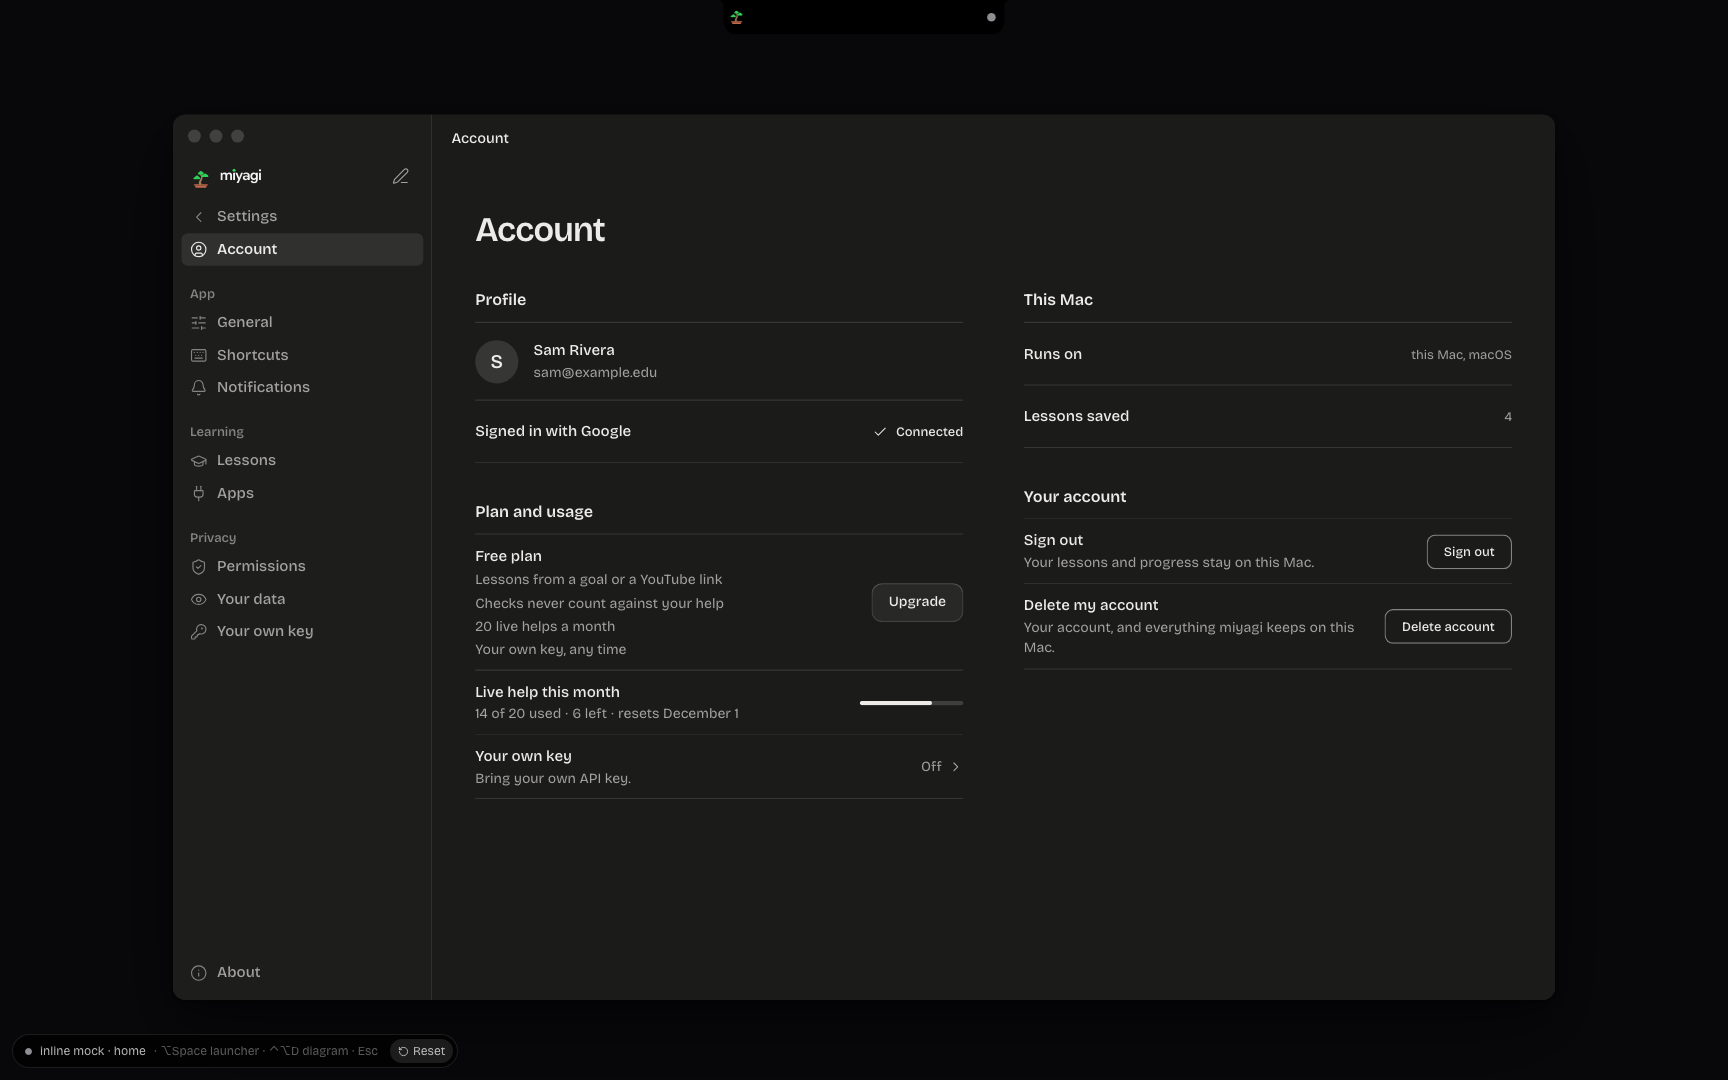 miyagi
Settings
Account
App
General
Shortcuts
Notifications
Learning
Lessons
Apps
Privacy
Permissions
Your data
Your own key
About
Account
Account
Profile
S
Sam Rivera
sam@example.edu
Signed in with Google
Connected
Plan and usage
Free plan
Lessons from a goal or a YouTube link
Checks never count against your help
20 live helps a month
Your own key, any time
Upgrade
Live help this month
14 of 20 used · 6 left · resets December 1
Your own key
Bring your own API key.
Off
This Mac
Runs on
this Mac, macOS
Lessons saved
4
Your account
Sign out
Your lessons and progress stay on this Mac.
Sign out
Delete my account
Your account, and everything miyagi keeps on this
Mac.
Delete account
inline mock · home · ⌥Space launcher · ^⌥D diagram · Esc
Reset